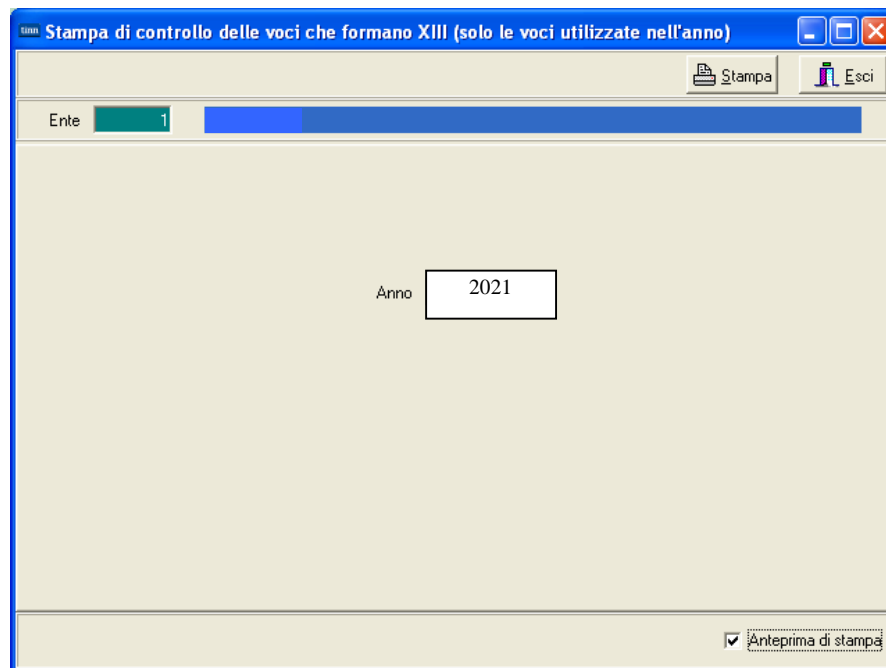 tinn Stampa di controllo delle voci che formano XIII (solo le voci utilizzate nell'anno)
Stampa Esci
Ente 1
Anno 2021
Anteprima di stampa